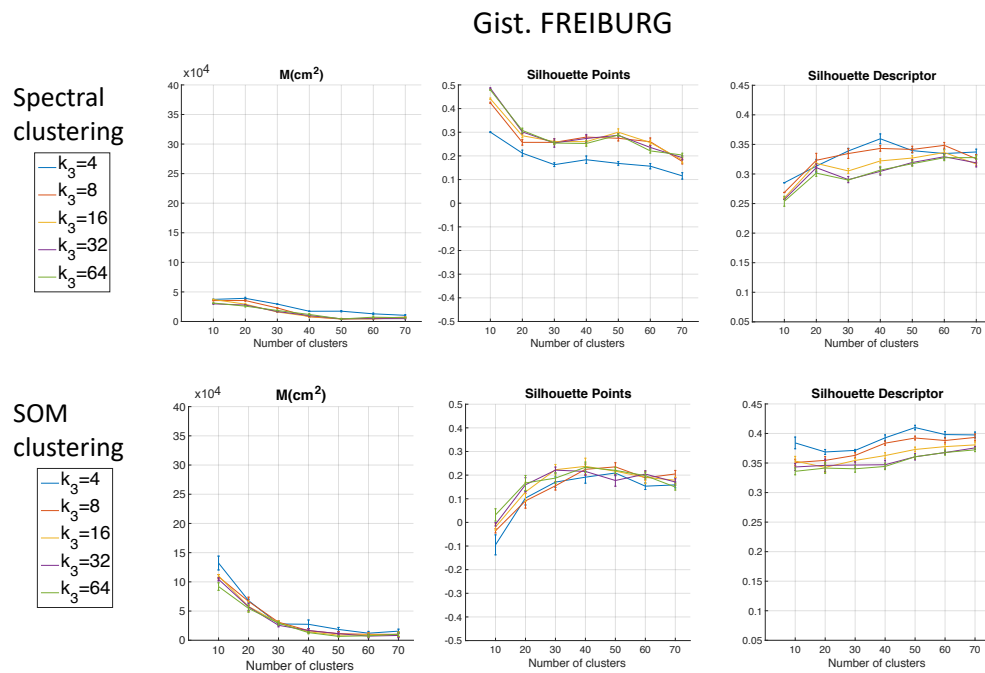 Gist. FREIBURG
Spectral
clustering
k3=4
k3=8
k3=16
k3=32
k3=64
x10^4
M(cm²)
40
35
30
25
20
15
10
5
0
10 20 30 40 50 60 70
Number of clusters
Silhouette Points
0.5
0.4
0.3
0.2
0.1
0
-0.1
-0.2
-0.3
-0.4
-0.5
10 20 30 40 50 60 70
Number of clusters
Silhouette Descriptor
0.45
0.4
0.35
0.3
0.25
0.2
0.15
0.1
0.05
10 20 30 40 50 60 70
Number of clusters
SOM
clustering
k3=4
k3=8
k3=16
k3=32
k3=64
x10^4
M(cm²)
40
35
30
25
20
15
10
5
0
10 20 30 40 50 60 70
Number of clusters
Silhouette Points
0.5
0.4
0.3
0.2
0.1
0
-0.1
-0.2
-0.3
-0.4
-0.5
10 20 30 40 50 60 70
Number of clusters
Silhouette Descriptor
0.45
0.4
0.35
0.3
0.25
0.2
0.15
0.1
0.05
10 20 30 40 50 60 70
Number of clusters